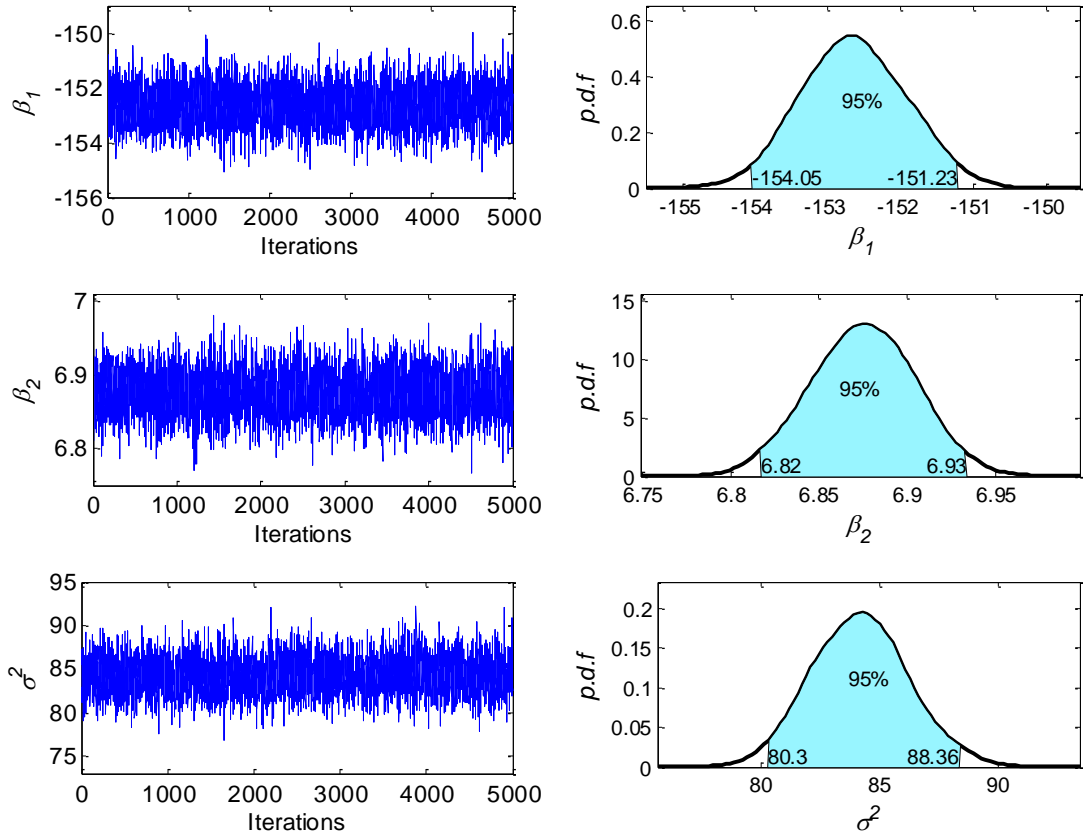 -150
-152
-154
-156
β1
0 1000 2000 3000 4000 5000
Iterations
0.6
0.4
0.2
0
p.d.f
95%
-154.05 -151.23
-155 -154 -153 -152 -151 -150
β1
7
6.9
6.8
β2
0 1000 2000 3000 4000 5000
Iterations
15
10
5
0
p.d.f
95%
6.82 6.93
6.75 6.8 6.85 6.9 6.95
β2
95
90
85
80
75
σ2
0 1000 2000 3000 4000 5000
Iterations
0.2
0.15
0.1
0.05
0
p.d.f
95%
80.3 88.36
80 85 90
σ2